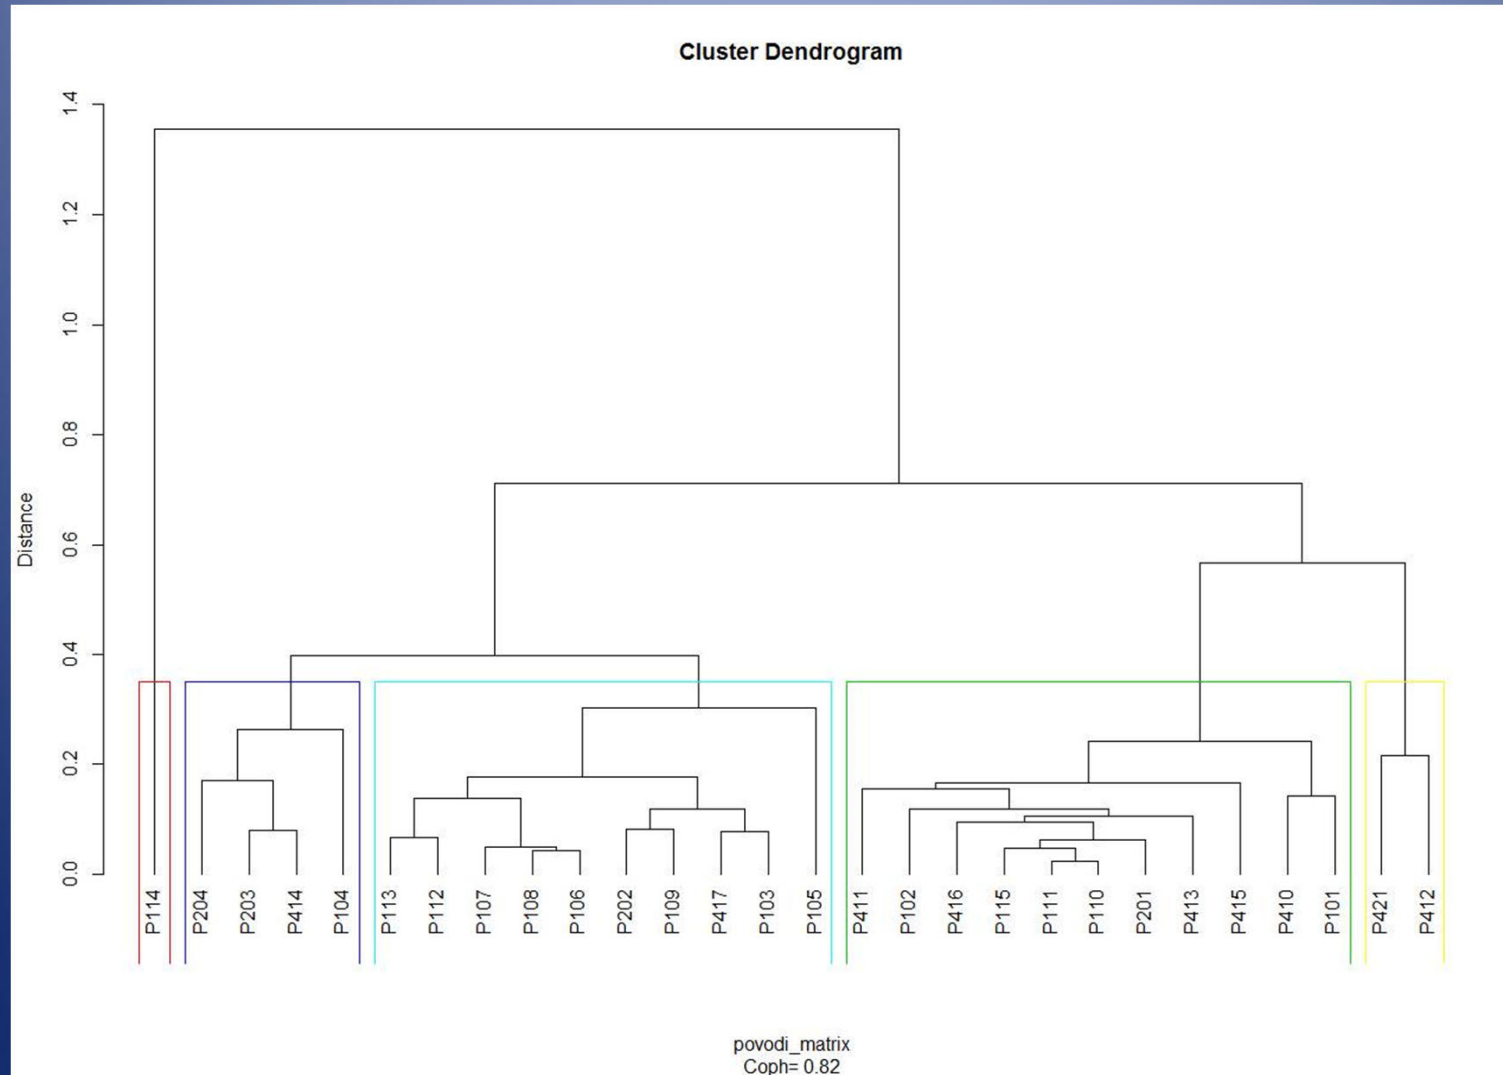 Cluster Dendrogram
Distance
1.4
1.2
1.0
0.8
0.6
0.4
0.2
0.0
P114
P204
P203
P414
P104
P113
P112
P107
P108
P106
P202
P109
P417
P103
P105
P411
P102
P416
P115
P111
P110
P201
P413
P415
P410
P101
P421
P412
povodi_matrix
Coph= 0.82